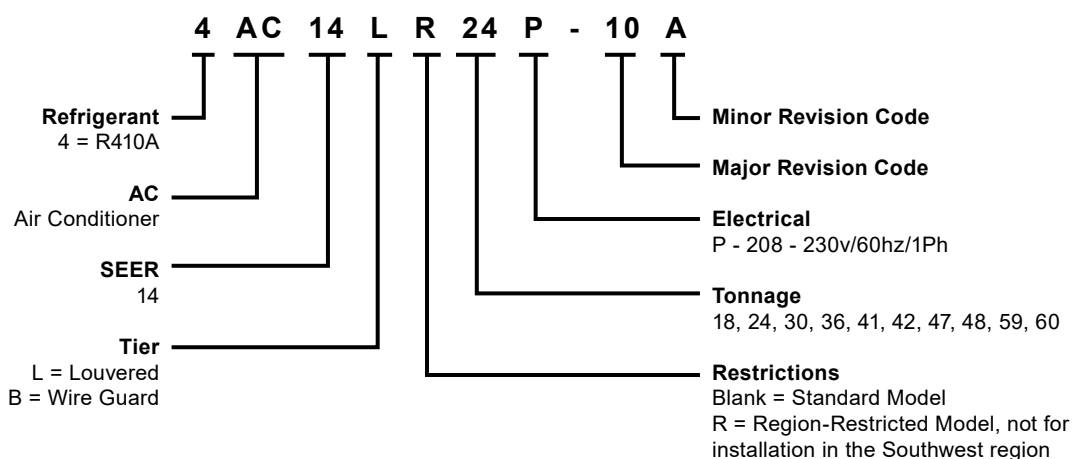 4 AC 14 L R 24 P - 10 A
Refrigerant
4 = R410A
AC
Air Conditioner
SEER
14
Tier
L = Louvered
B = Wire Guard
Minor Revision Code
Major Revision Code
Electrical
P - 208 - 230v/60hz/1Ph
Tonnage
18, 24, 30, 36, 41, 42, 47, 48, 59, 60
Restrictions
Blank = Standard Model
R = Region-Restricted Model, not for
installation in the Southwest region